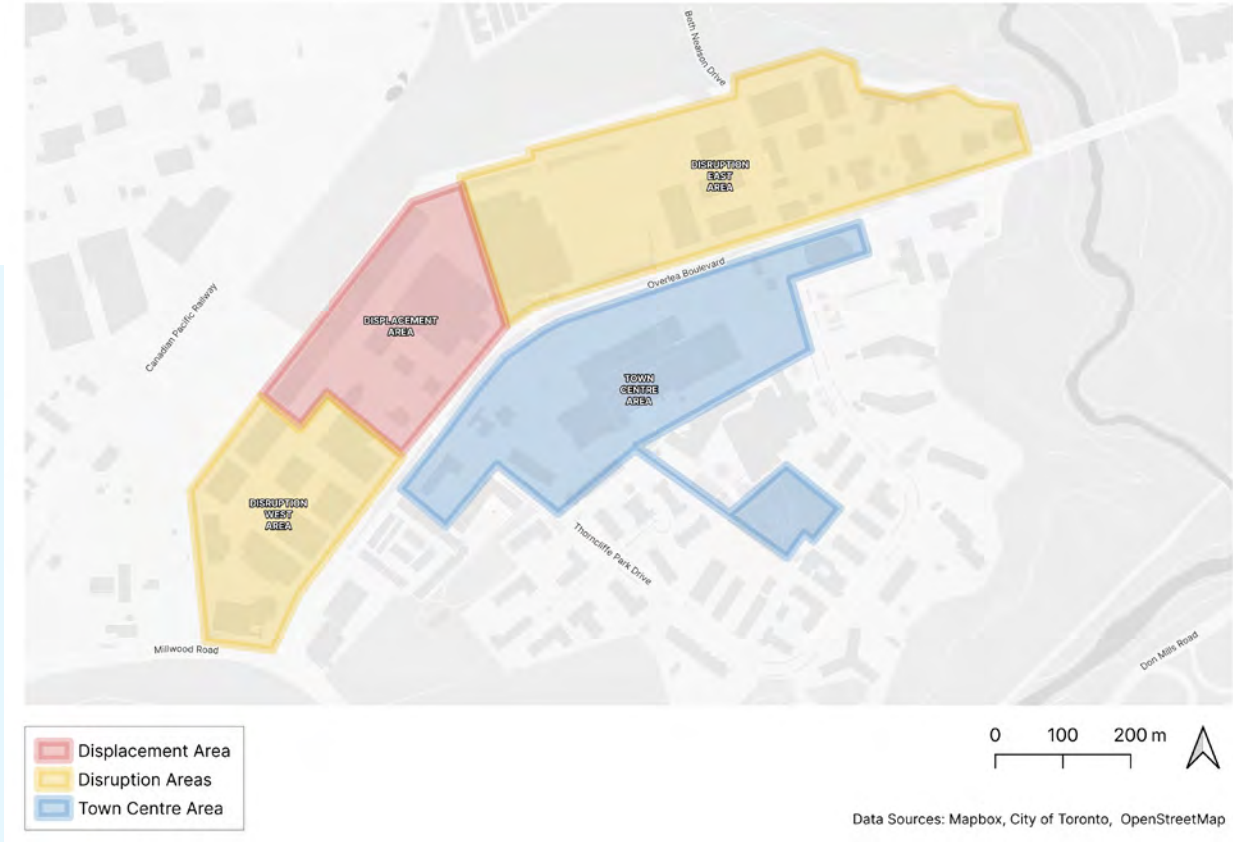 Beth Nealson Drive
DISRUPTION
EAST
AREA
Overlea Boulevard
Canadian Pacific Railway
DISPLACEMENT
AREA
TOWN
CENTRE
AREA
DISRUPTION
WEST
AREA
Thorncliffe Park Drive
Millwood Road
Don Mills Road
Displacement Area
Disruption Areas
Town Centre Area
0 100 200 m
Data Sources: Mapbox, City of Toronto, OpenStreetMap